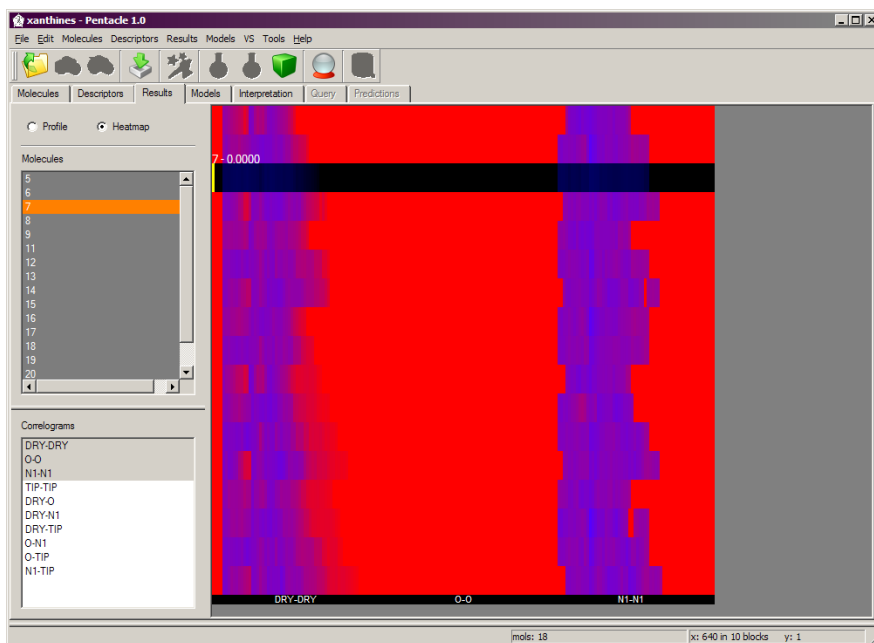 xanthines - Pentacle 1.0
File Edit Molecules Descriptors Results Models VS Tools Help
Molecules Descriptors Results Models Interpretation Query Predictions
Profile Heatmap
Molecules
5
6
7
8
9
11
12
13
14
15
16
17
18
19
20
7 - 0.0000
Correlograms
DRY-DRY
O-O
N1-N1
TIP-TIP
DRY-O
DRY-N1
DRY-TIP
O-N1
O-TIP
N1-TIP
DRY-DRY O-O N1-N1
mols: 18 x: 640 in 10 blocks y: 1